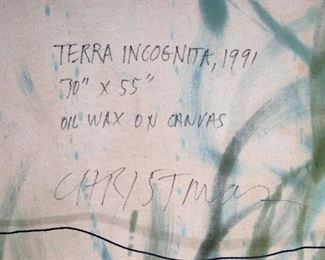 TERRA INCOGNITA, 1991
70" X 55"
OIL WAX ON CANVAS
CHRISTMAS